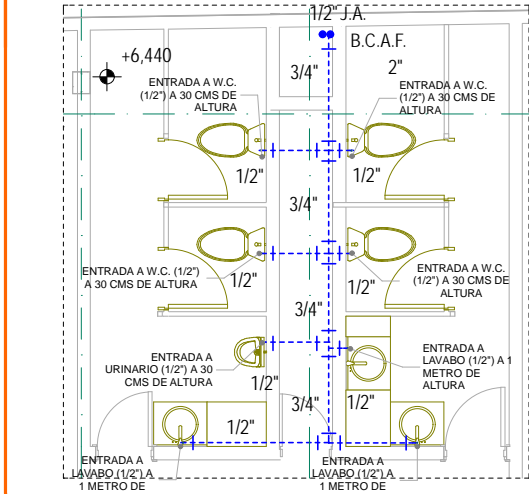 1/2" J.A.
B.C.A.F.
+6,440
3/4"
2"
ENTRADA A W.C.
(1/2") A 30 CMS DE
ALTURA
ENTRADA A W.C.
(1/2") A 30 CMS DE
ALTURA
1/2"
1/2"
3/4"
ENTRADA A W.C. (1/2")
A 30 CMS DE ALTURA
1/2"
1/2"
ENTRADA A W.C.
(1/2") A 30 CMS DE
ALTURA
3/4"
ENTRADA A
URINARIO (1/2") A 30
CMS DE ALTURA
1/2"
ENTRADA A
LAVABO (1/2") A 1
METRO DE
ALTURA
3/4"
1/2"
1/2"
ENTRADA A
LAVABO (1/2") A
1 METRO DE
ENTRADA A
LAVABO (1/2") A
1 METRO DE